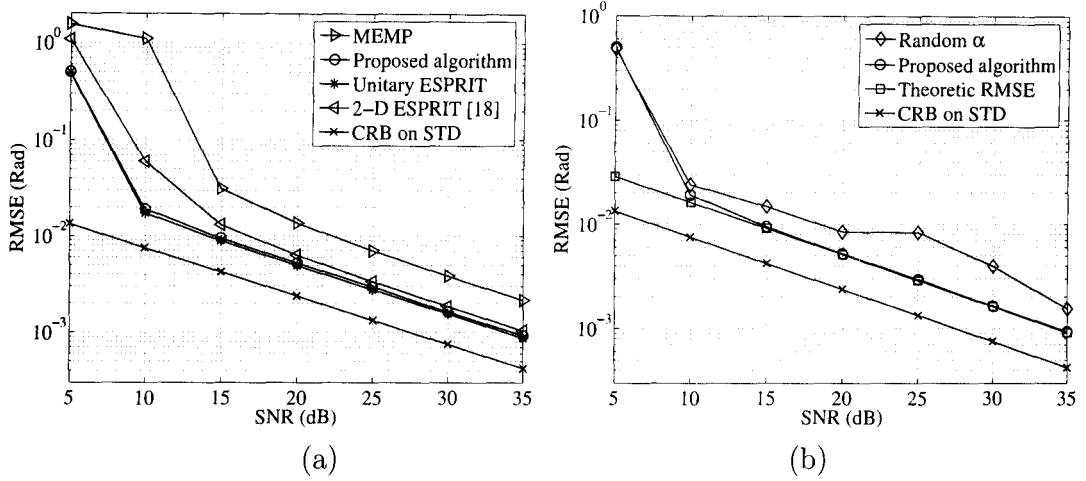 10^0
10^-1
10^-2
10^-3
RMSE (Rad)
MEMP
Proposed algorithm
Unitary ESPRIT
2-D ESPRIT [18]
CRB on STD
5
10
15
20
25
30
35
SNR (dB)
(a)
10^0
10^-1
10^-2
10^-3
RMSE (Rad)
Random α
Proposed algorithm
Theoretic RMSE
CRB on STD
5
10
15
20
25
30
35
SNR (dB)
(b)